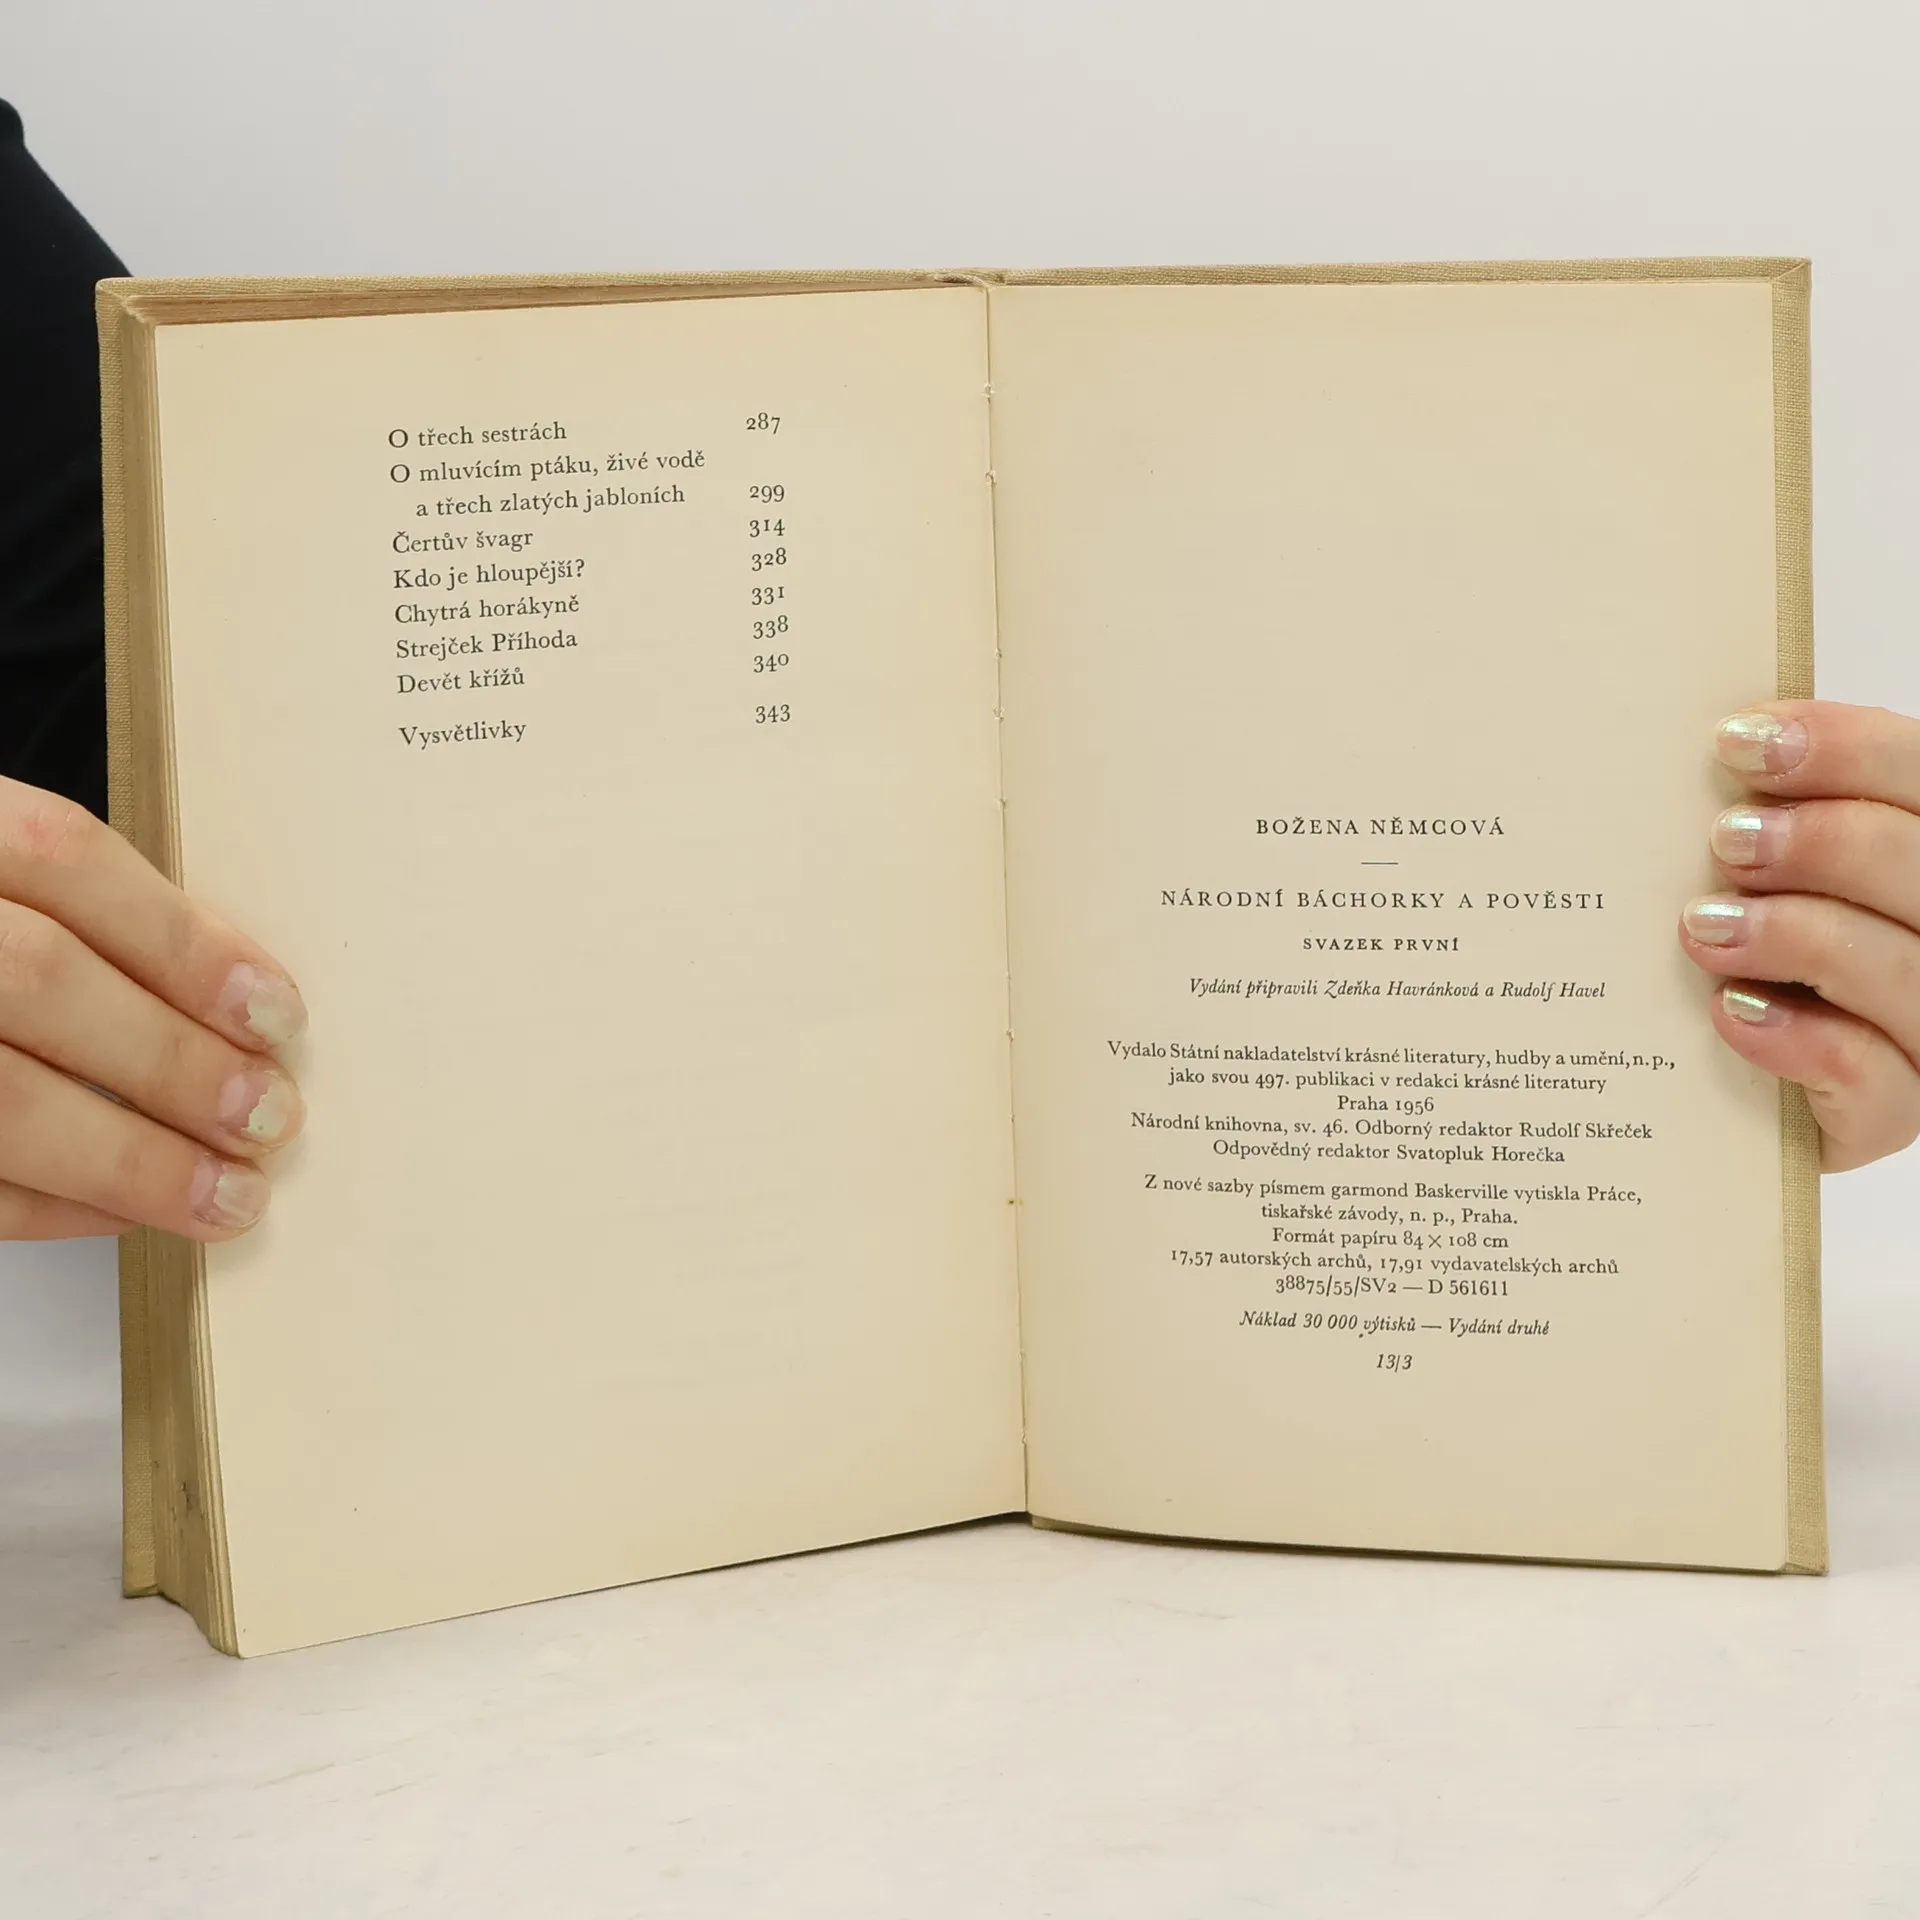 O třech sestrách 287
O mluvícím ptáku, živé vodě
a třech zlatých jabloních 299
Čertův švagr 314
Kdo je hloupější? 328
Chytrá horákyně 331
Strejček Příhoda 338
Devět křížů 340
Vysvětlivky 343
BOŽENA NĚMCOVÁ
NÁRODNÍ BÁCHORKY A POVĚSTI
SVAZEK PRVNÍ
Vydání připravili Zdeňka Havránková a Rudolf Havel
Vydalo Státní nakladatelství krásné literatury, hudby a umění, n. p.,
jako svou 497. publikaci v redakci krásné literatury
Praha 1956
Národní knihovna, sv. 46. Odborný redaktor Rudolf Skřeček
Odpovědný redaktor Svatopluk Horečka
Z nové sazby písmem garmond Baskerville vytiskla Práce,
tiskařské závody, n. p., Praha.
Formát papíru 84 × 108 cm
17,57 autorských archů, 17,91 vydavatelských archů
38875/55/SV2 — D 561611
Náklad 30 000 výtisků — Vydání druhé
13/3